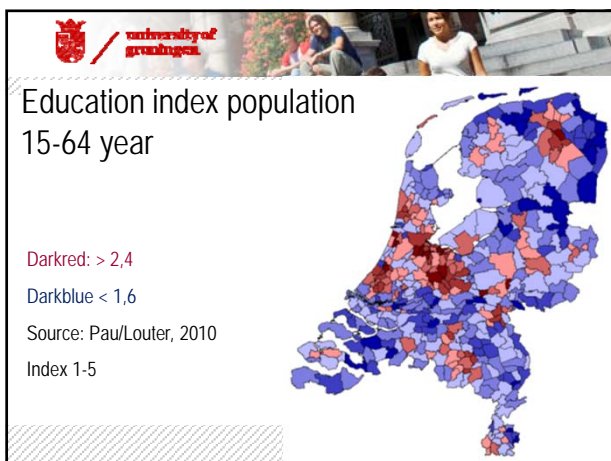 university of
groningen
Education index population
15-64 year
Darkred: > 2,4
Darkblue < 1,6
Source: Pau/Louter, 2010
Index 1-5